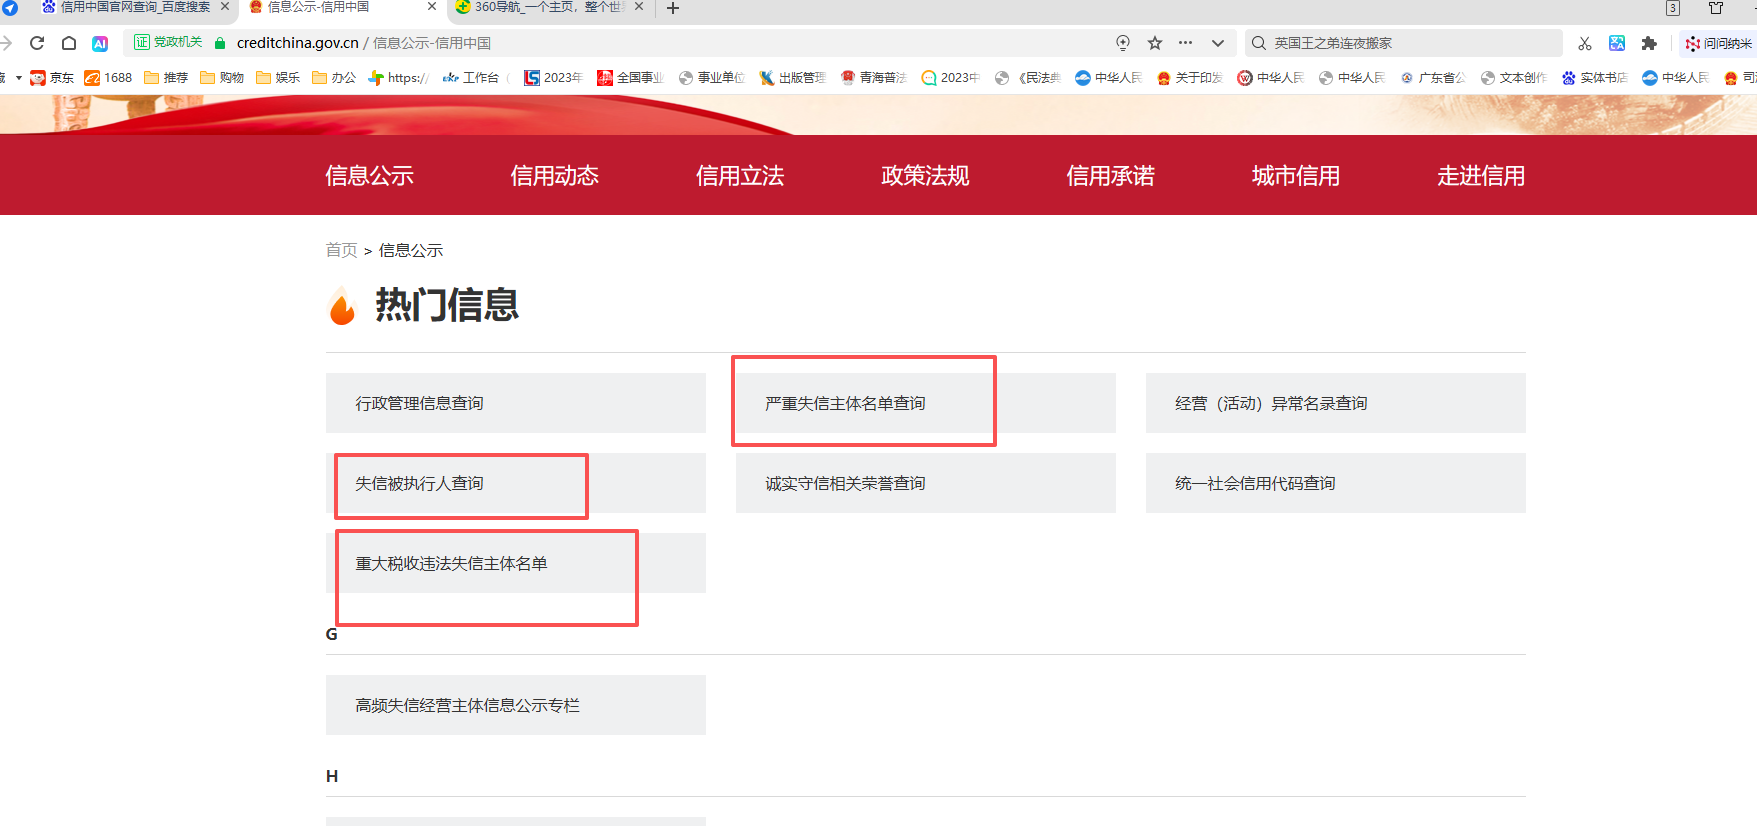 信用中国官网查询_百度搜索
信息公示-信用中国
360导航_一个主页，整个世
3
AI
证 党政机关
creditchina.gov.cn / 信息公示-信用中国
英国王之弟连夜搬家
问问纳米
藏 京东 1688 推荐 购物 娱乐 办公 https:// 工作台 2023年 全国事业 事业单位 出版管理 青海普法 2023中 《民法典 中华人民 关于印发 中华人民 中华人民 广东省公 文本创作 实体书店 中华人民
信息公示 信用动态 信用立法 政策法规 信用承诺 城市信用 走进信用
首页 > 信息公示
热门信息
行政管理信息查询 严重失信主体名单查询 经营（活动）异常名录查询
失信被执行人查询 诚实守信相关荣誉查询 统一社会信用代码查询
重大税收违法失信主体名单
G
高频失信经营主体信息公示专栏
H